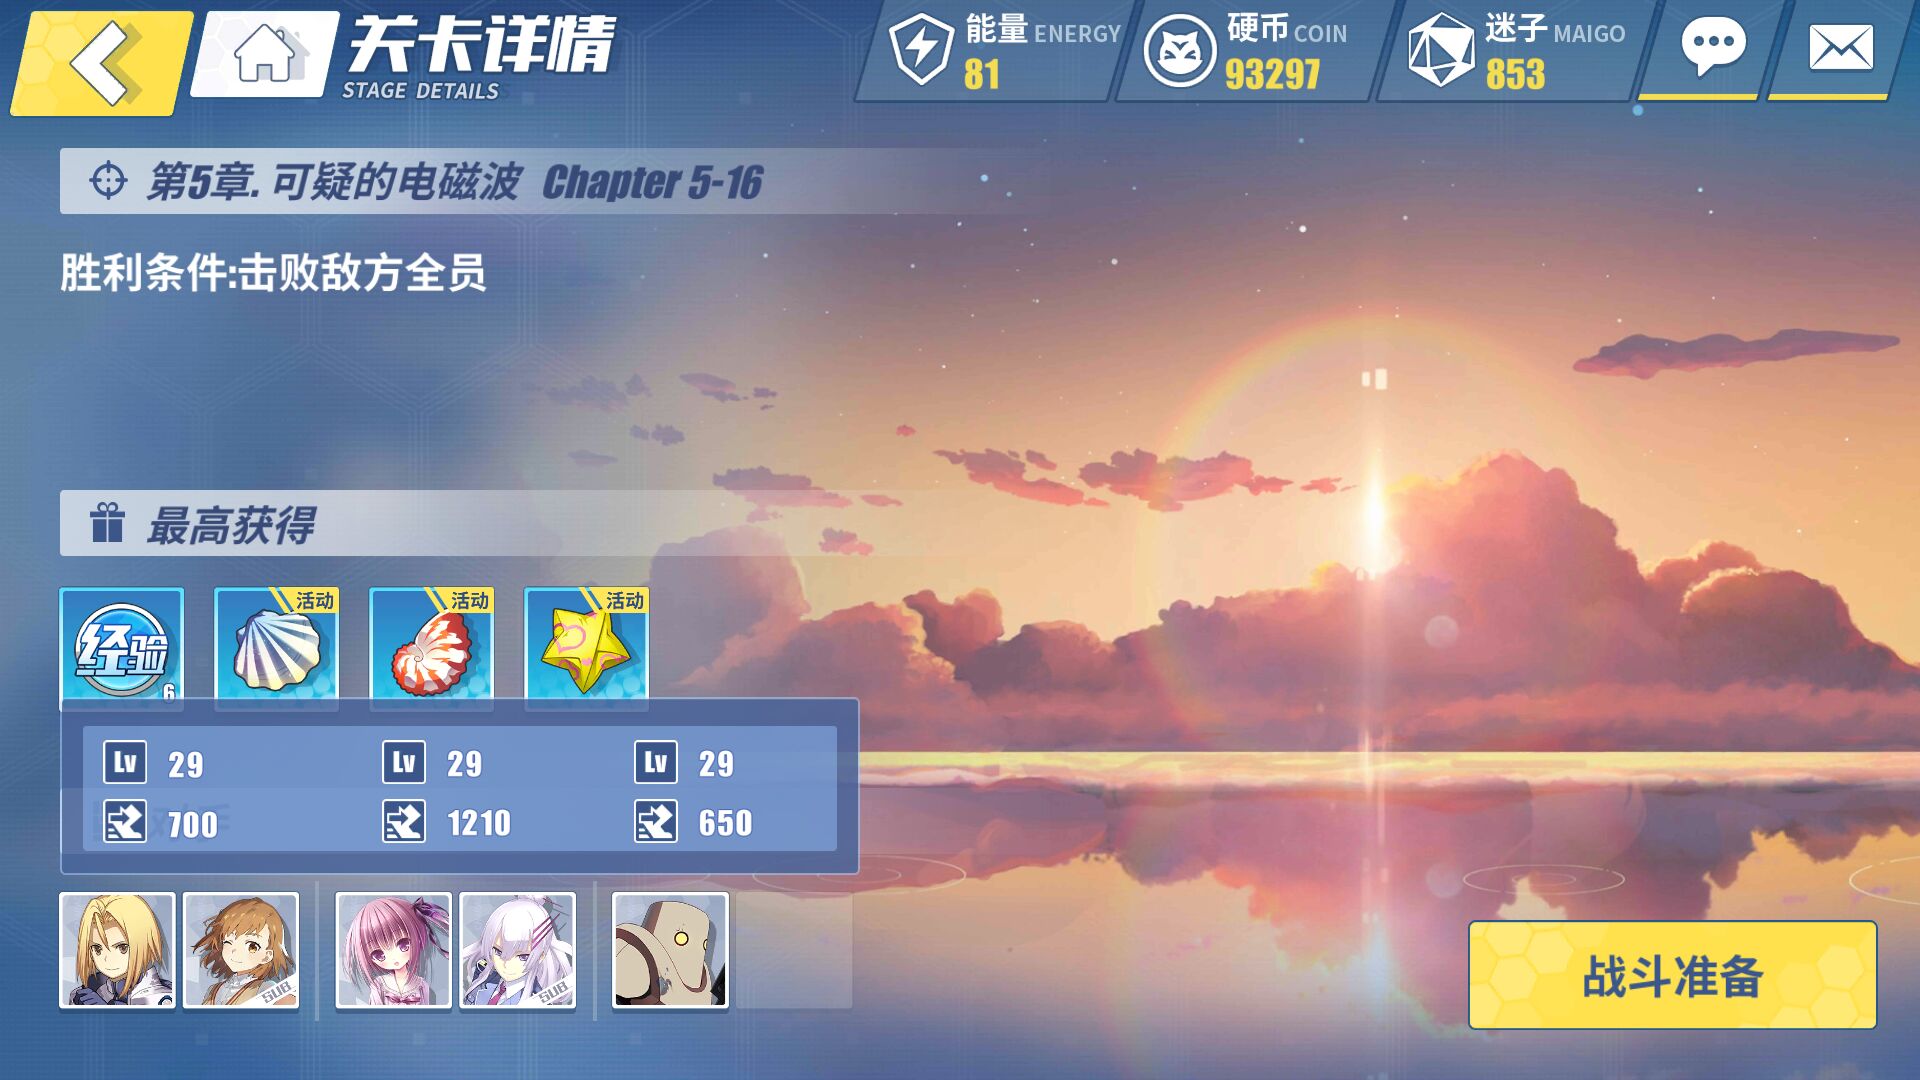 关卡详情
STAGE DETAILS
能量 ENERGY
81
硬币 COIN
93297
迷子 MAIGO
853
第5章. 可疑的电磁波 Chapter 5-16
胜利条件:击败敌方全员
最高获得
经验
6
活动
活动
活动
Lv 29
Lv 29
Lv 29
700
1210
650
SUB
SUB
战斗准备